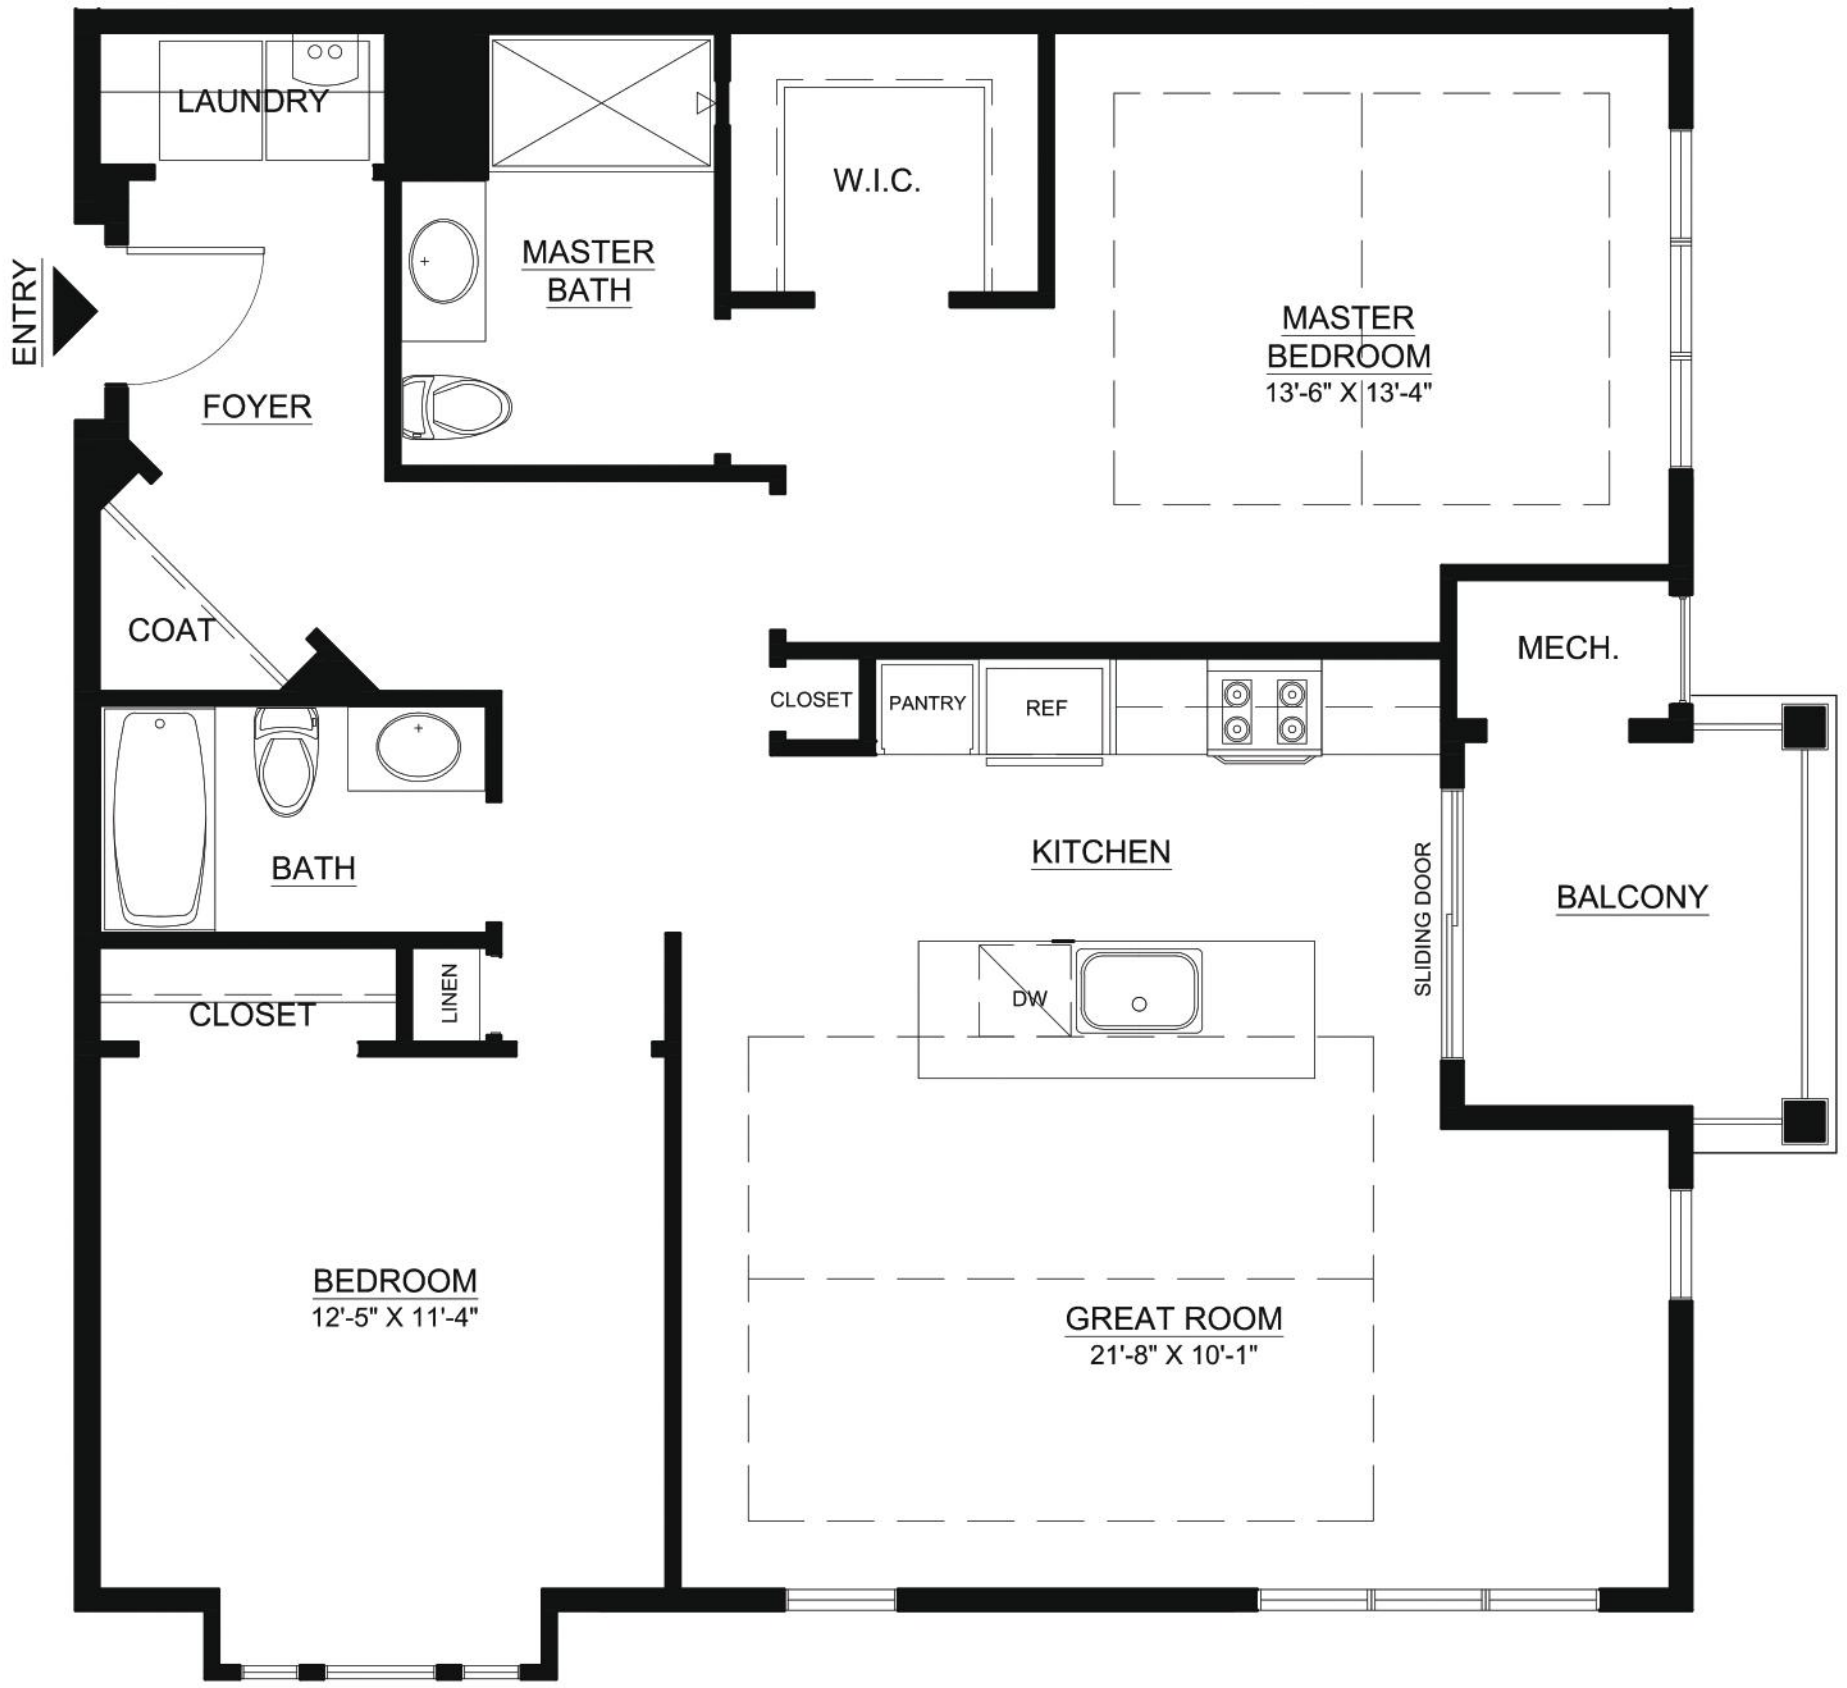 LAUNDRY
W.I.C.
MASTER
BATH
ENTRY
MASTER
BEDROOM
13'-6" X 13'-4"
FOYER
COAT
MECH.
CLOSET
PANTRY
REF
KITCHEN
BATH
SLIDING DOOR
BALCONY
LINEN
CLOSET
DW
BEDROOM
12'-5" X 11'-4"
GREAT ROOM
21'-8" X 10'-1"